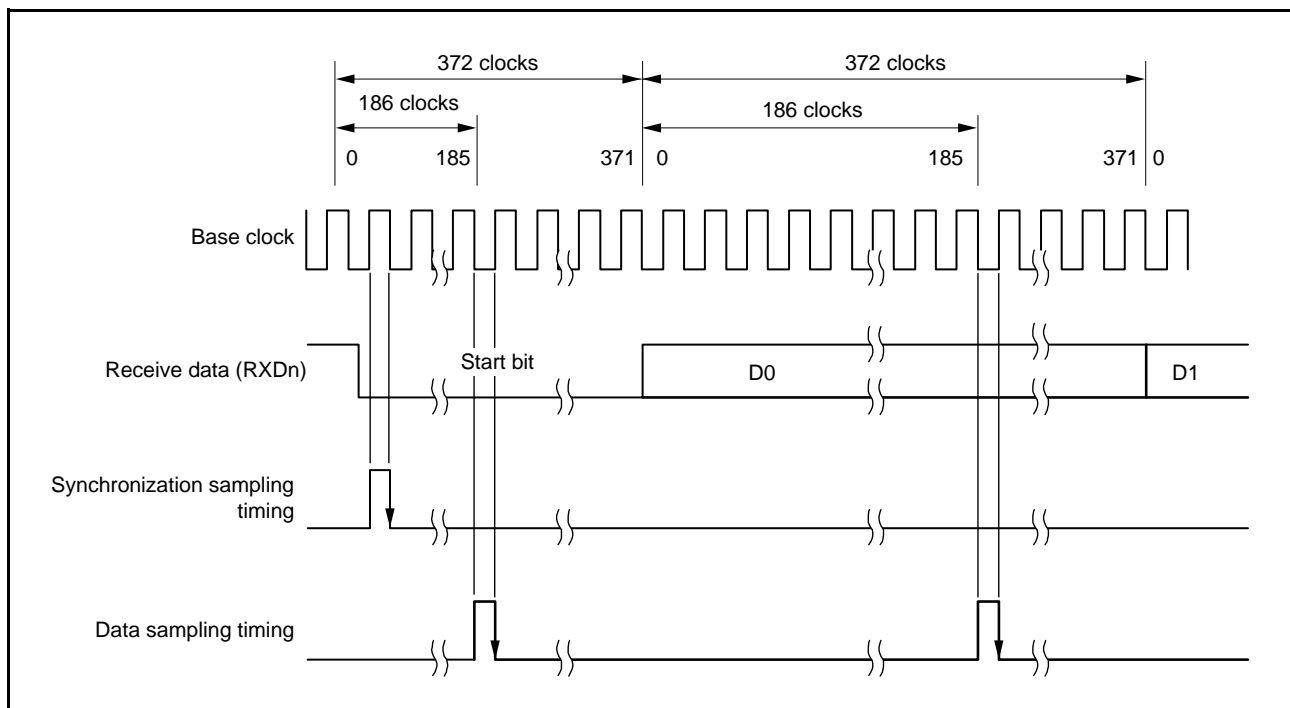 372 clocks 372 clocks
186 clocks 186 clocks
0 185 371 0 185 371 0
Base clock
Receive data (RXDn) Start bit D0 D1
Synchronization sampling
timing
Data sampling timing